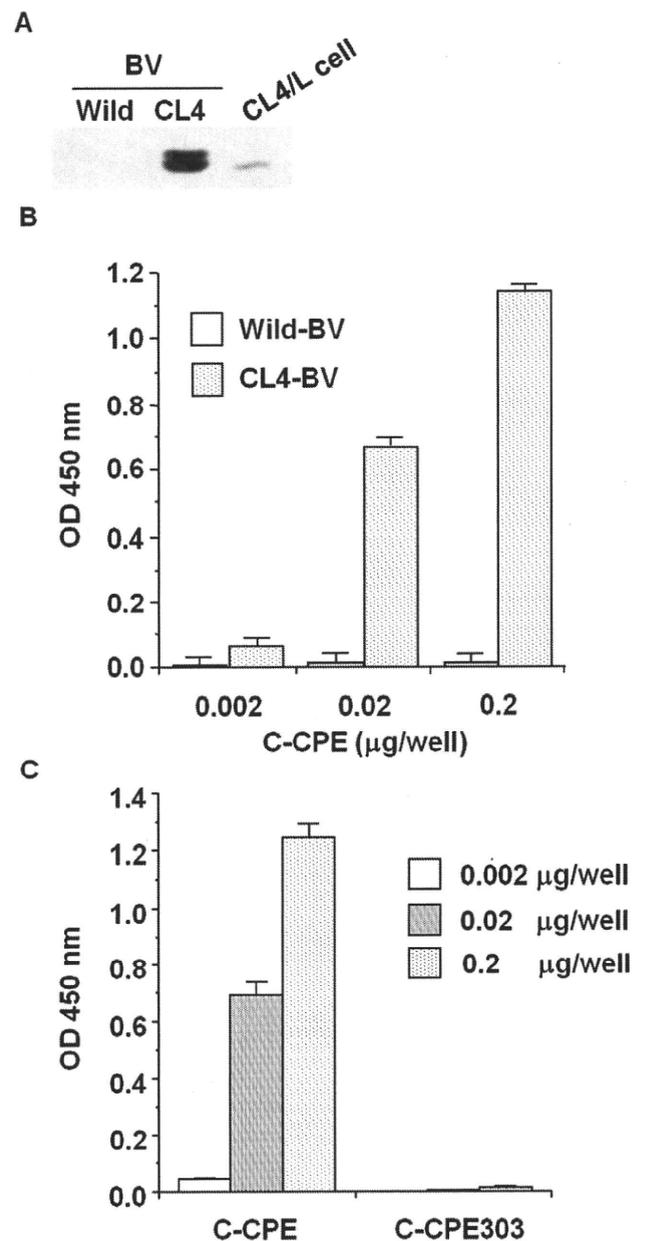 A
BV
Wild CL4 CL4/L cell
B
OD 450 nm
1.2
1.0
0.8
0.6
0.4
0.2
0.0
Wild-BV
CL4-BV
0.002 0.02 0.2
C-CPE (μg/well)
C
OD 450 nm
1.4
1.2
1.0
0.8
0.6
0.4
0.2
0.0
0.002 μg/well
0.02 μg/well
0.2 μg/well
C-CPE C-CPE303